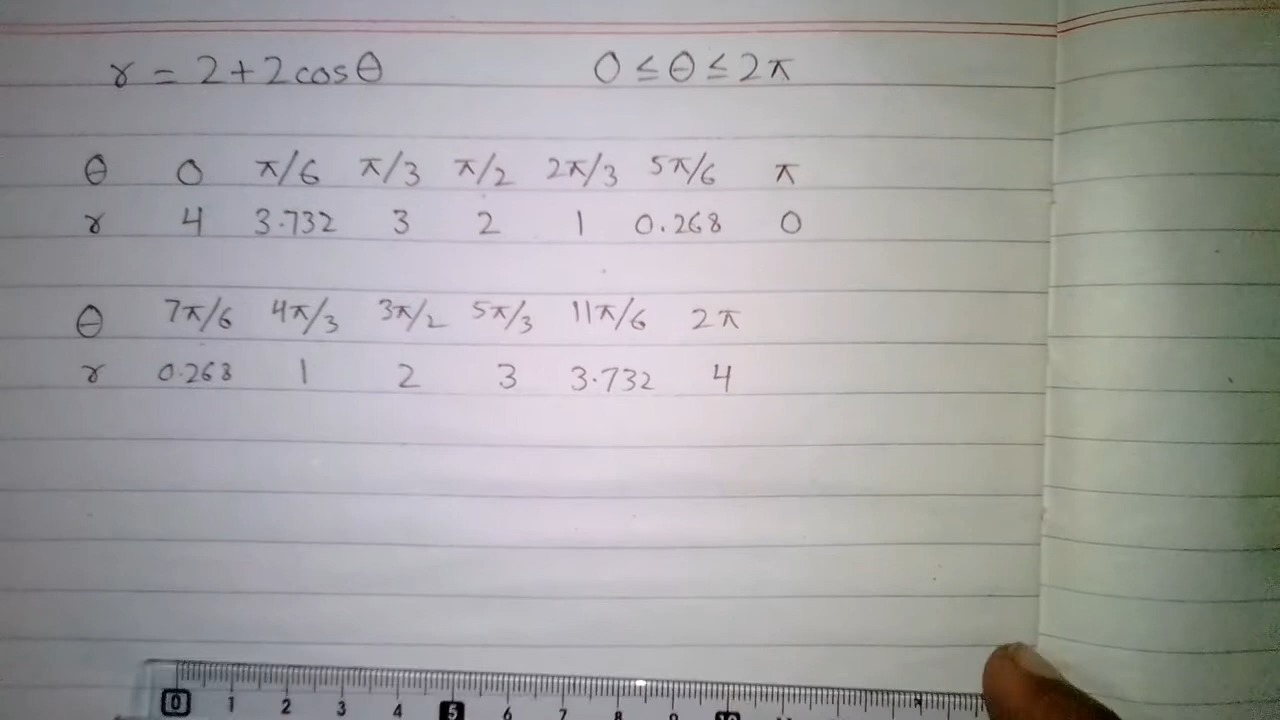 r = 2+2cosθ 0 ≤ θ ≤ 2π
θ 0 π/6 π/3 π/2 2π/3 5π/6 π
r 4 3.732 3 2 1 0.268 0
θ 7π/6 4π/3 3π/2 5π/3 11π/6 2π
r 0.268 1 2 3 3.732 4
0 1 2 3 4 5 6 7 8 9 10